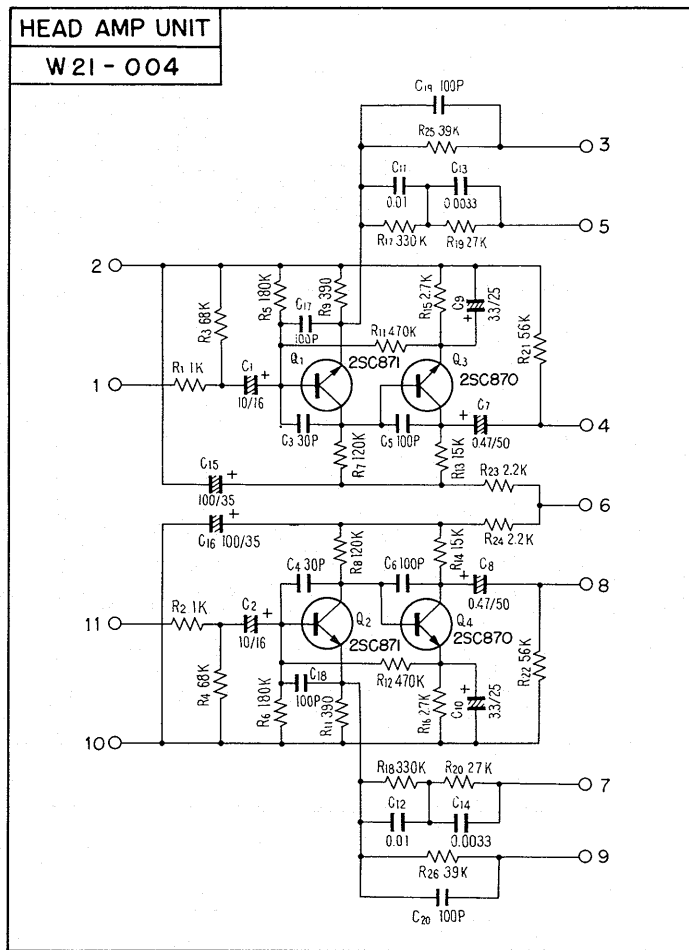 HEAD AMP UNIT
W21-004
C19 100P
R25 39K
3
C11
0.01
C13
0.0033
R17 330K
R19 27K
5
2
R3 68K
R5 180K
R9 390
C17
100P
R11 470K
R15 2.7K
C9
+
33/25
R21 56K
Q1
2SC871
Q3
2SC870
1
R1 1K
C1
+
10/16
C3 30P
C5 100P
+
C7
0.47/50
4
R7 120K
R13 15K
C15
+
100/35
R23 2.2K
6
+
C16 100/35
R24 2.2K
R8 120K
R14 15K
C4 30P
C6 100P
+
C8
0.47/50
8
11
R2 1K
C2
+
10/16
Q2
2SC871
Q4
2SC870
R4 68K
R6 180K
C18
100P
R11 390
R12 470K
R16 2.7K
+
C10
33/25
R22 56K
10
R18 330K
R20 27K
7
C12
0.01
C14
0.0033
R26 39K
9
C20
100P